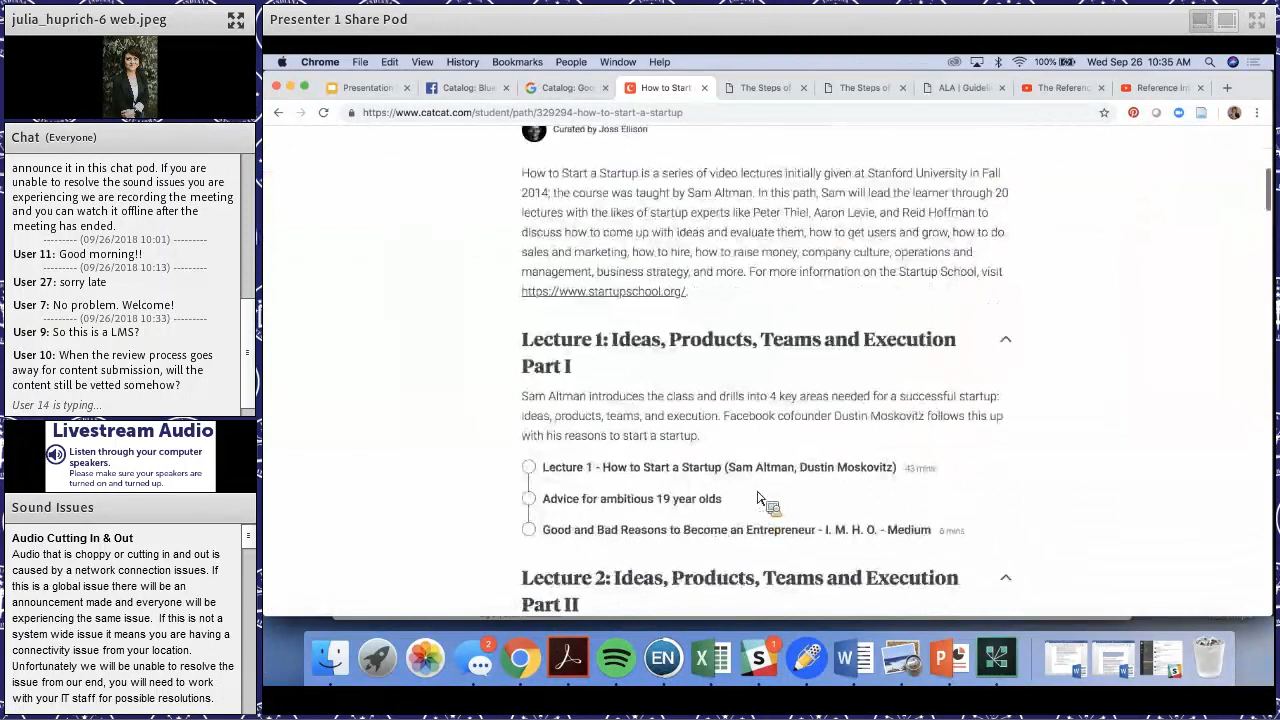 julia_huprich-6 web.jpeg
Chat (Everyone)
announce it in this chat pod. If you are
unable to resolve the sound issues you are
experiencing we are recording the meeting
and you can watch it offline after the
meeting has ended.
--------- (09/26/2018 10:01) ---------
User 11: Good morning!!
--------- (09/26/2018 10:13) ---------
User 27: sorry late
User 7: No problem. Welcome!
--------- (09/26/2018 10:33) ---------
User 9: So this is a LMS?
User 10: When the review process goes
away for content submission, will the
content still be vetted somehow?
User 14 is typing...
Livestream Audio
Listen through your computer
speakers.
Please make sure your speakers are
turned on and turned up.
Sound Issues
Audio Cutting In & Out
Audio that is choppy or cutting in and out is
caused by a network connection issues. If
this is a global issue there will be an
announcement made and everyone will be
experiencing the same issue. If this is not a
system wide issue it means you are having a
connectivity issue from your location.
Unfortunately we will be unable to resolve the
issue from our end, you will need to work
with your IT staff for possible resolutions.
Presenter 1 Share Pod
Chrome File Edit View History Bookmarks People Window Help 100% Wed Sep 26 10:35 AM
Presentation Catalog: Blue Catalog: Goo How to Start The Steps of The Steps of ALA | Guideli The Referenc Reference In
https://www.catcat.com/student/path/329294-how-to-start-a-startup
Curated by Joss Ellison
How to Start a Startup is a series of video lectures initially given at Stanford University in Fall
2014; the course was taught by Sam Altman. In this path, Sam will lead the learner through 20
lectures with the likes of startup experts like Peter Thiel, Aaron Levie, and Reid Hoffman to
discuss how to come up with ideas and evaluate them, how to get users and grow, how to do
sales and marketing, how to hire, how to raise money, company culture, operations and
management, business strategy, and more. For more information on the Startup School, visit
https://www.startupschool.org/.
Lecture 1: Ideas, Products, Teams and Execution
Part I
Sam Altman introduces the class and drills into 4 key areas needed for a successful startup:
ideas, products, teams, and execution. Facebook cofounder Dustin Moskovitz follows this up
with his reasons to start a startup.
Lecture 1 - How to Start a Startup (Sam Altman, Dustin Moskovitz) 43 mins
Advice for ambitious 19 year olds
Good and Bad Reasons to Become an Entrepreneur - I. M. H. O. - Medium 6 mins
Lecture 2: Ideas, Products, Teams and Execution
Part II
2
EN
1